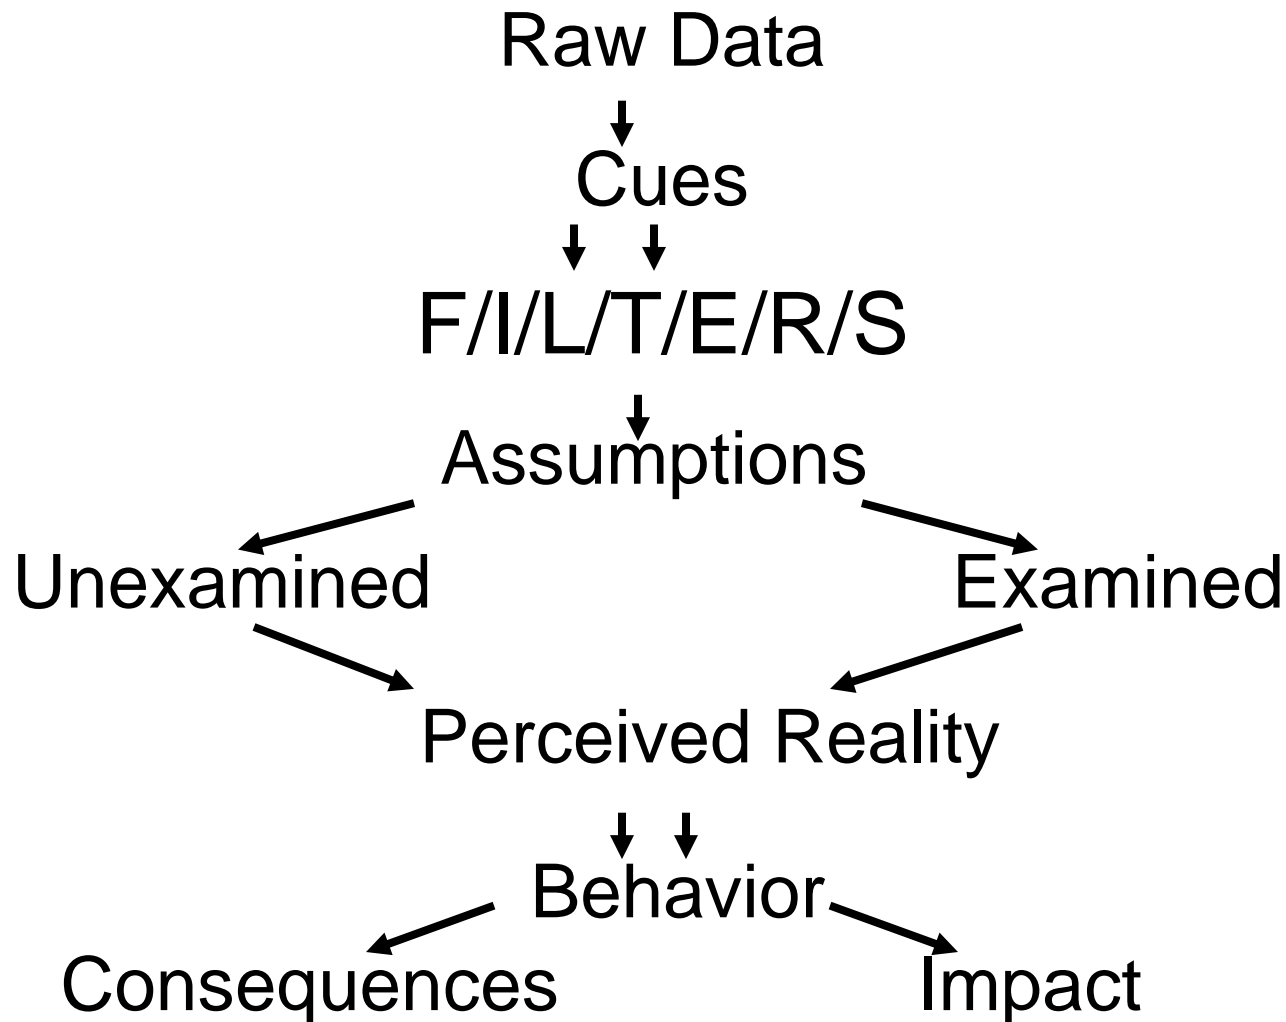 Raw Data
Cues
F/I/L/T/E/R/S
Assumptions
Unexamined Examined
Perceived Reality
Behavior
Consequences Impact